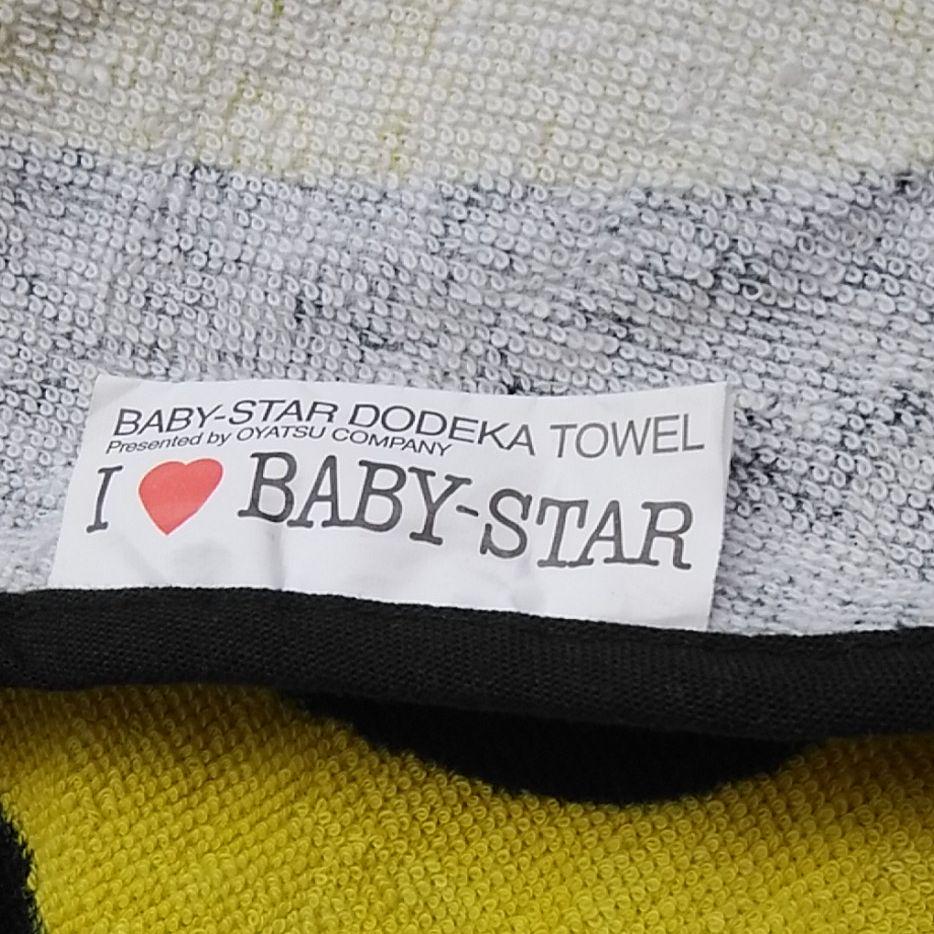 BABY-STAR DODEKA TOWEL
Presented by OYATSU COMPANY
I ❤ BABY-STAR